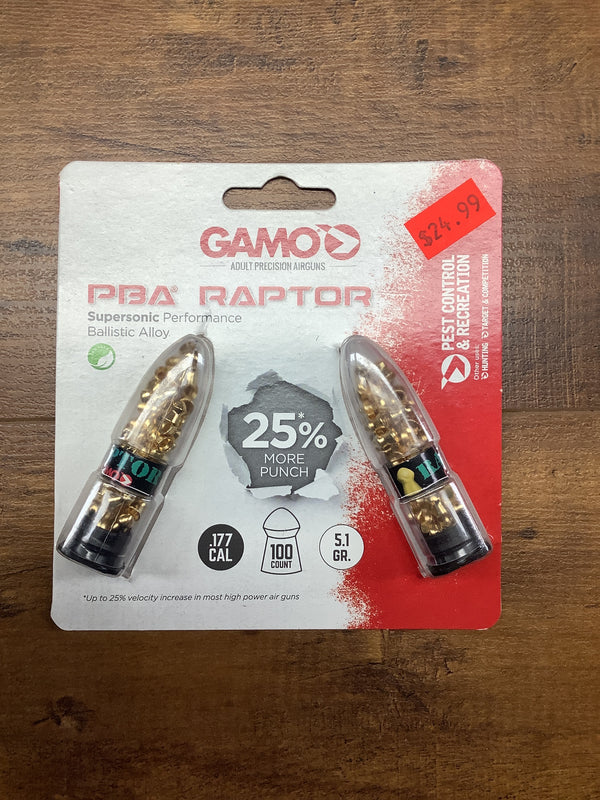 GAMO
ADULT PRECISION AIRGUNS
$24.99
PBA® RAPTOR
Supersonic Performance
Ballistic Alloy
PEST CONTROL
& RECREATION
Other uses:
HUNTING TARGET & COMPETITION
25%*
MORE
PUNCH
.177
CAL
100
COUNT
5.1
GR.
*Up to 25% velocity increase in most high power air guns